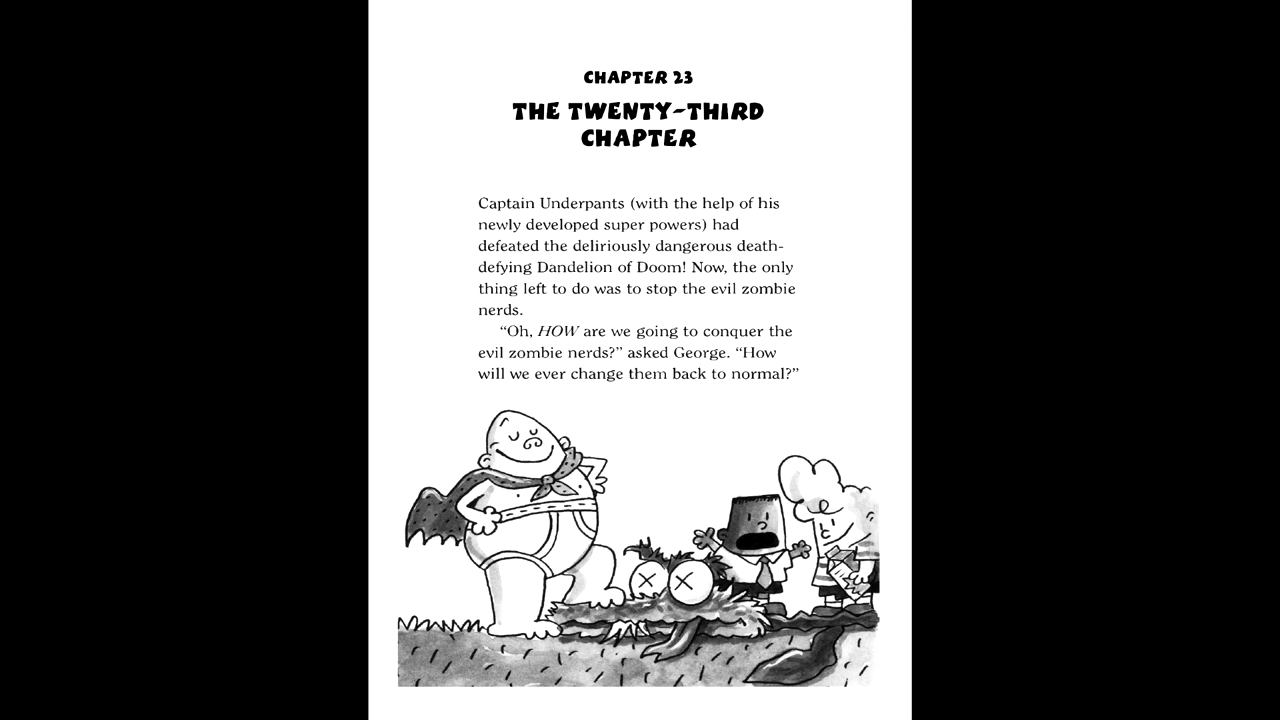 CHAPTER 23
THE TWENTY-THIRD
CHAPTER
Captain Underpants (with the help of his
newly developed super powers) had
defeated the deliriously dangerous death-
defying Dandelion of Doom! Now, the only
thing left to do was to stop the evil zombie
nerds.
“Oh, HOW are we going to conquer the
evil zombie nerds?” asked George. “How
will we ever change them back to normal?”